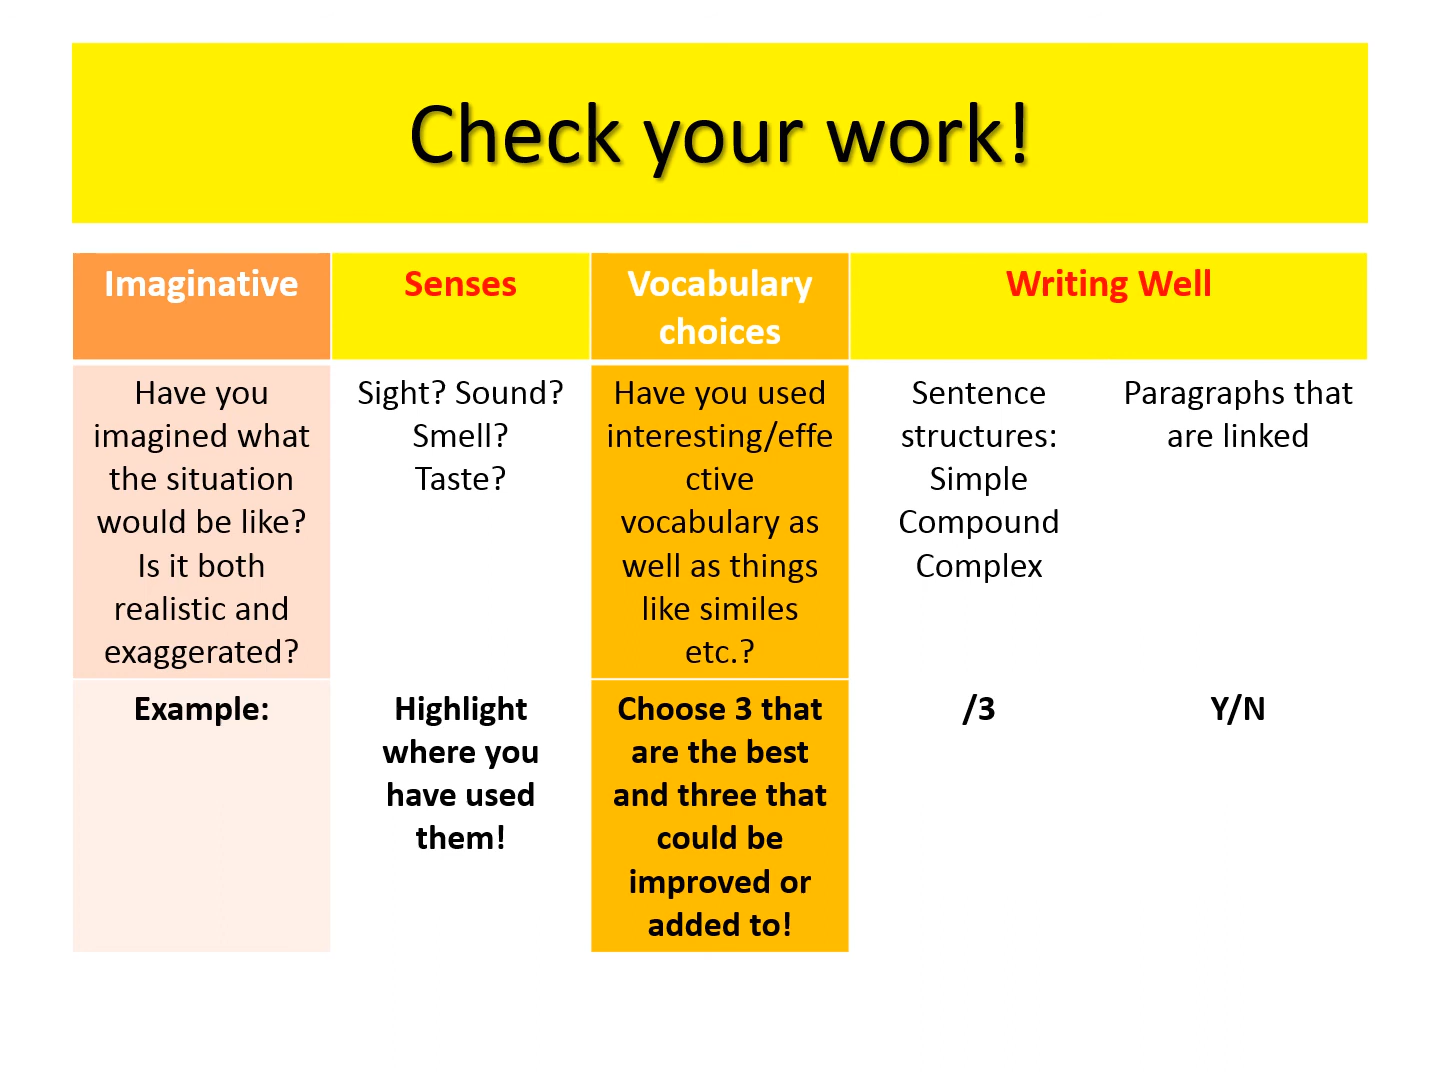 Check your work!
Imaginative
Senses
Vocabulary
choices
Writing Well
Have you
imagined what
the situation
would be like?
Is it both
realistic and
exaggerated?
Sight? Sound?
Smell?
Taste?
Have you used
interesting/effe
ctive
vocabulary as
well as things
like similes
etc.?
Sentence
structures:
Simple
Compound
Complex
Paragraphs that
are linked
Example:
Highlight
where you
have used
them!
Choose 3 that
are the best
and three that
could be
improved or
added to!
/3
Y/N